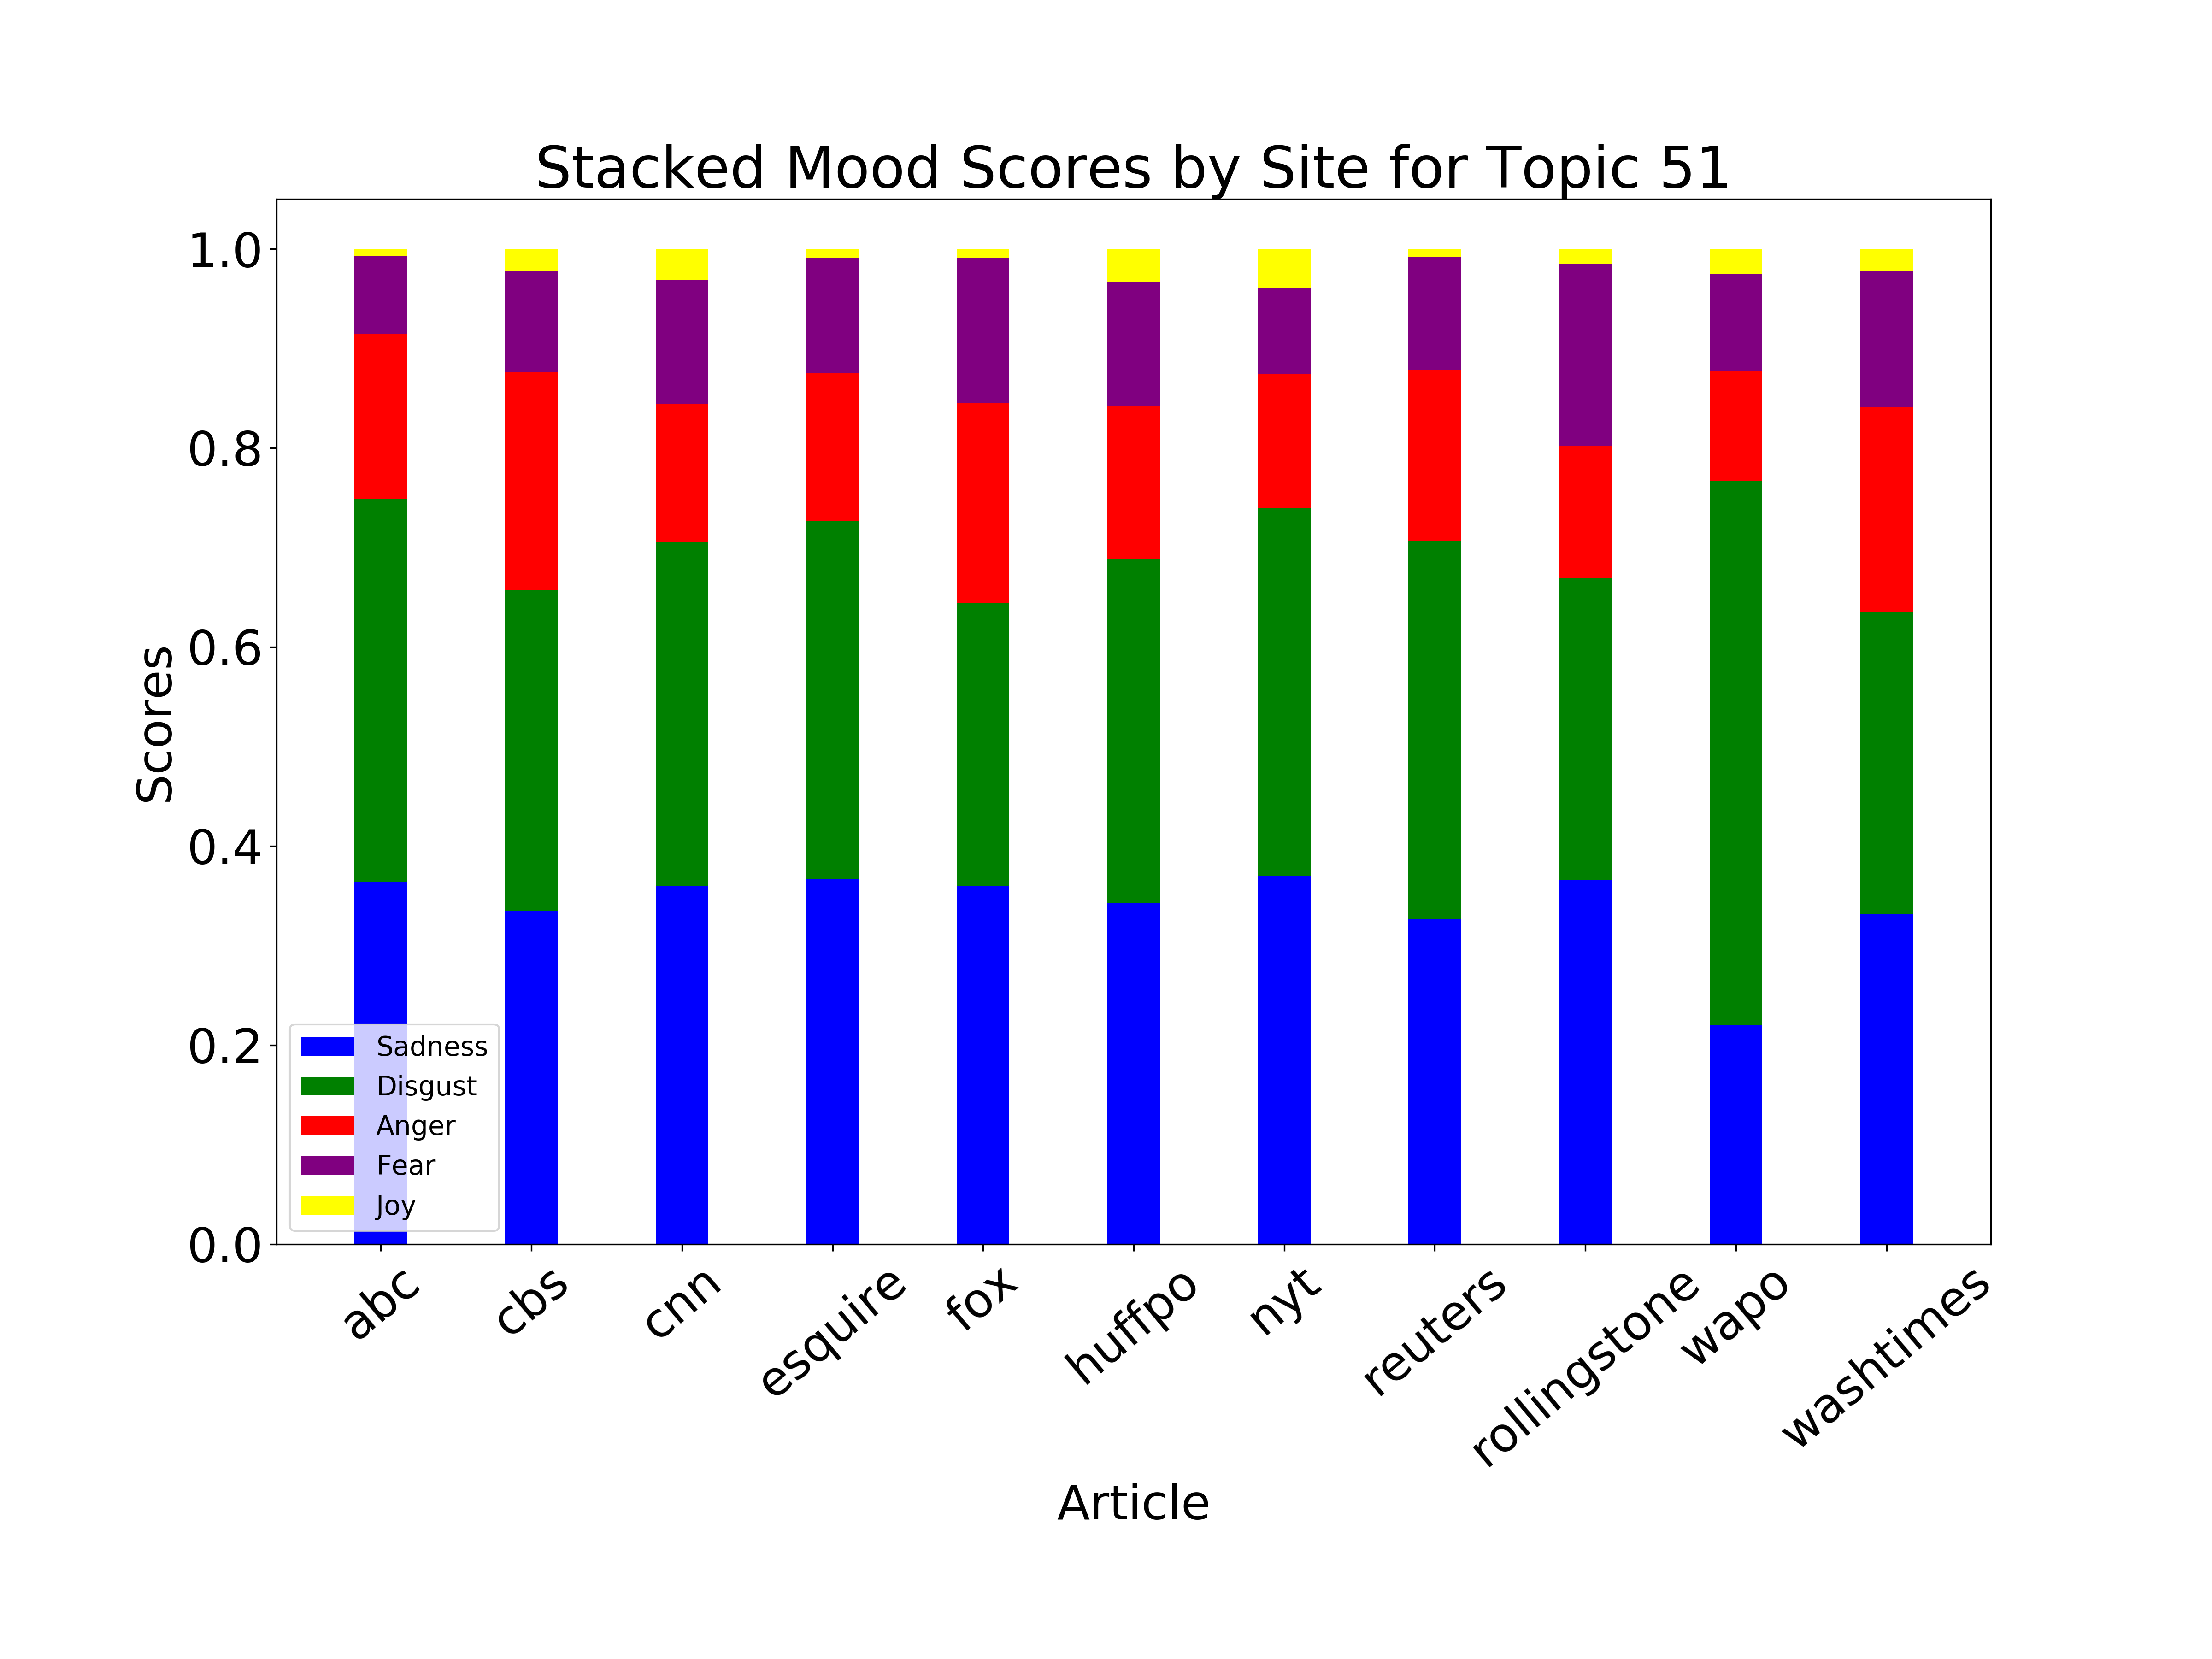 Stacked Mood Scores by Site for Topic 51
Scores
1.0
0.8
0.6
0.4
0.2
0.0
Sadness
Disgust
Anger
Fear
Joy
abc
cbs
cnn
esquire
fox
huffpo
nyt
reuters
rollingstone
wapo
washtimes
Article